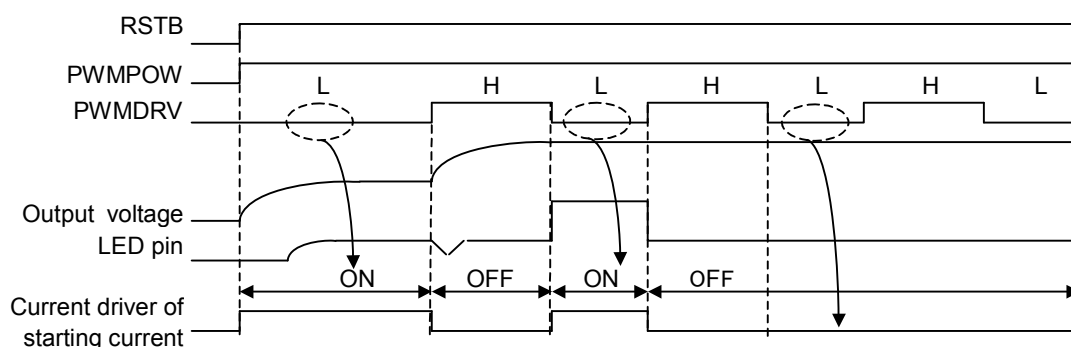 RSTB
PWMPOW
L H L H L H L
PWMDRV
Output voltage
LED pin
ON OFF ON OFF
Current driver of
starting current